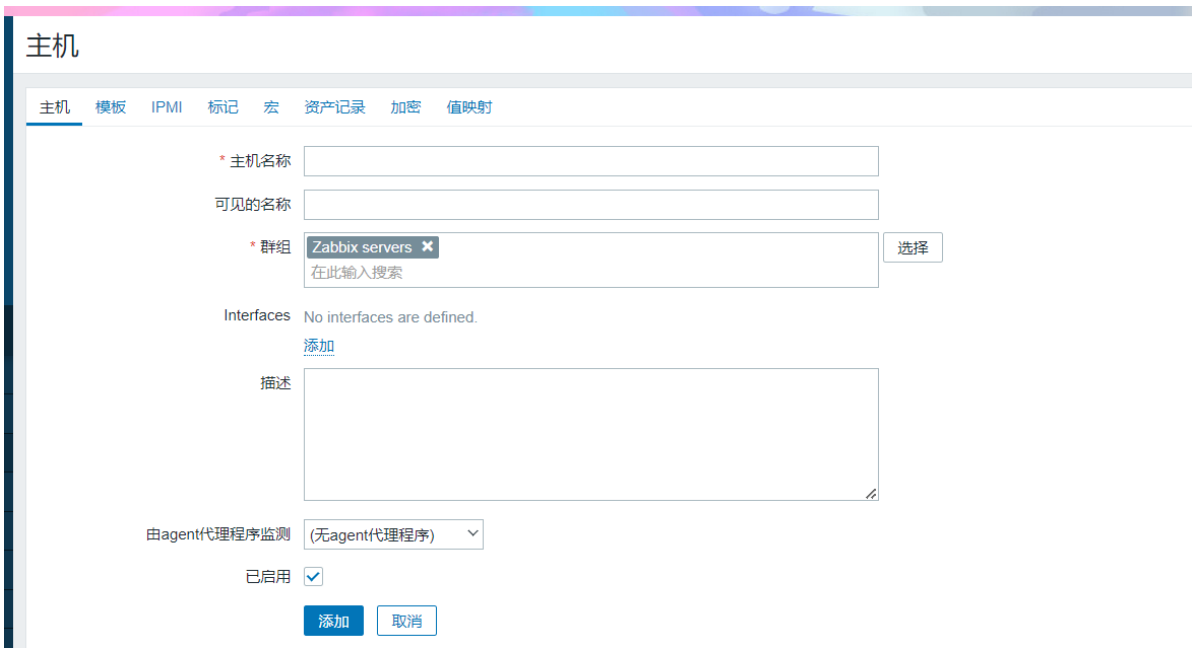 主机
主机 模板 IPMI 标记 宏 资产记录 加密 值映射
* 主机名称
可见的名称
* 群组 Zabbix servers ✖ 选择
在此输入搜索
Interfaces No interfaces are defined.
添加
描述
由agent代理程序监测 (无agent代理程序)
已启用
添加 取消